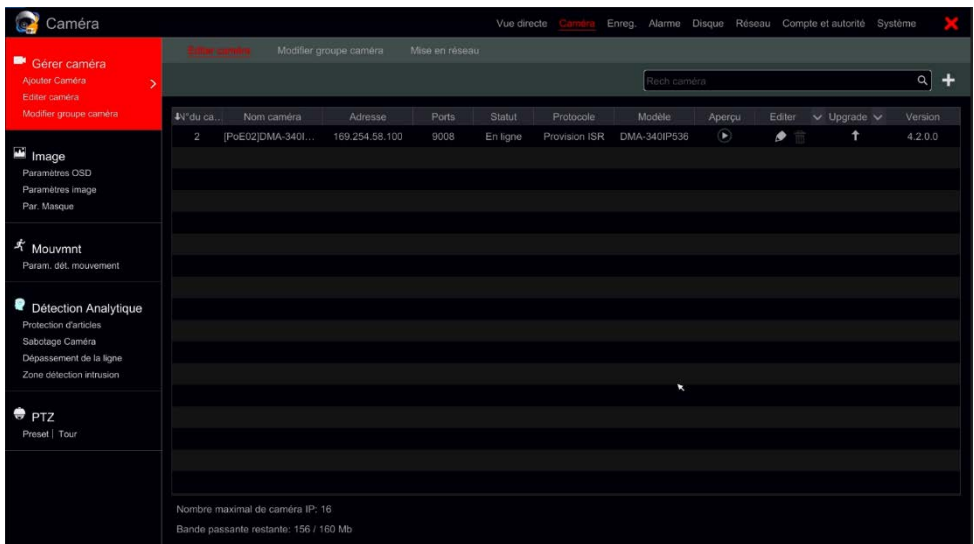 Caméra
Vue directe Caméra Enreg. Alarme Disque Réseau Compte et autorité Système
Editer caméra Modifier groupe caméra Mise en réseau
Rech caméra
Gérer caméra
Ajouter Caméra
Editer caméra
Modifier groupe caméra
Image
Paramètres OSD
Paramètres image
Par. Masque
Mouvmnt
Param. dét. mouvement
Détection Analytique
Protection d'articles
Sabotage Caméra
Dépassement de la ligne
Zone détection intrusion
PTZ
Preset | Tour
N°du ca... Nom caméra Adresse Ports Statut Protocole Modèle Aperçu Editer Upgrade Version
2 [PoE02]DMA-340I... 169.254.58.100 9008 En ligne Provision ISR DMA-340IP536 4.2.0.0
Nombre maximal de caméra IP: 16
Bande passante restante: 156 / 160 Mb